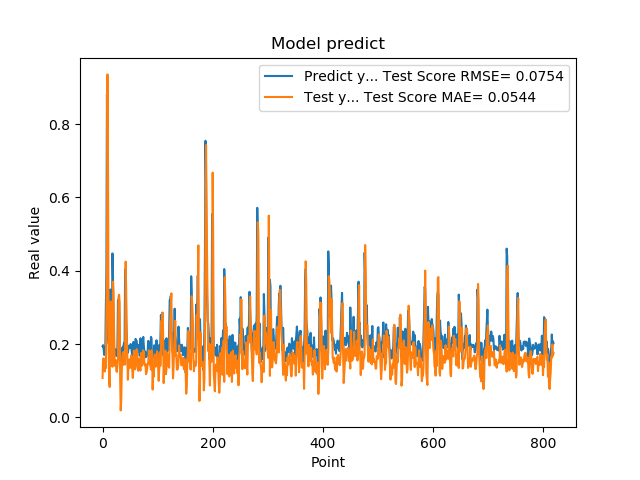 Model predict
Predict y... Test Score RMSE= 0.0754
Test y... Test Score MAE= 0.0544
Real value
0.8
0.6
0.4
0.2
0.0
0 200 400 600 800
Point